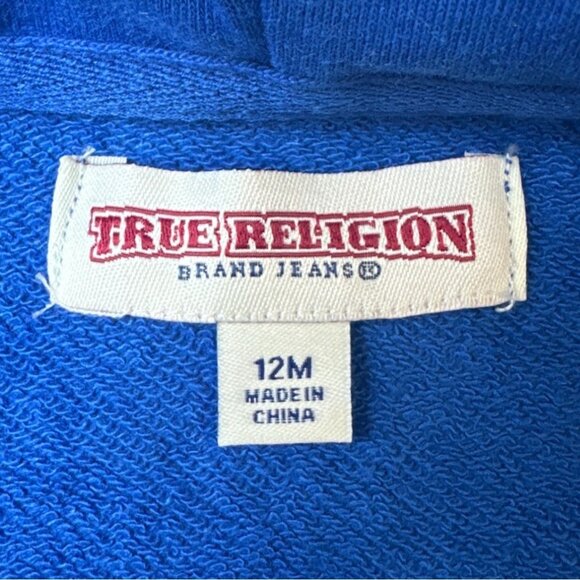 TRUE RELIGION
BRAND JEANS®
12M
MADE IN
CHINA